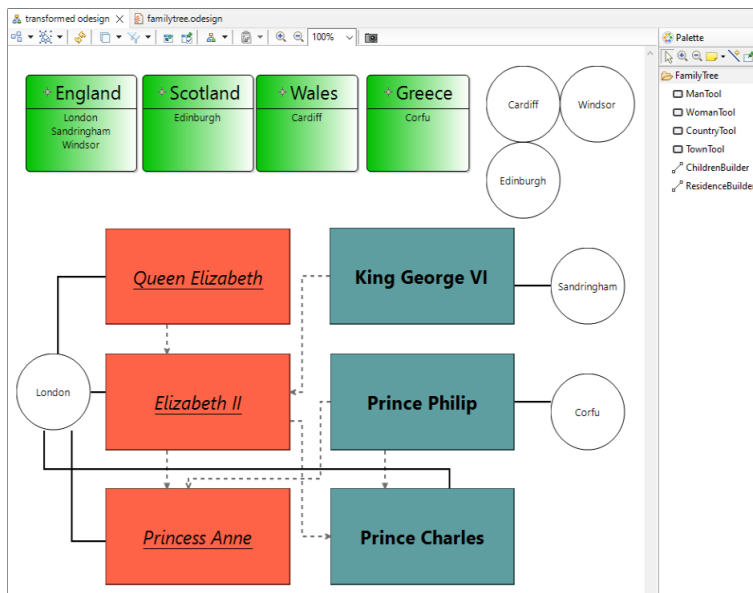 transformed odesign
familytree.odesign
100%
Palette
FamilyTree
ManTool
WomanTool
CountryTool
TownTool
ChildrenBuilder
ResidenceBuilder
England
London
Sandringham
Windsor
Scotland
Edinburgh
Wales
Cardiff
Greece
Corfu
Cardiff
Windsor
Edinburgh
Queen Elizabeth
King George VI
Sandringham
London
Elizabeth II
Prince Philip
Corfu
Princess Anne
Prince Charles